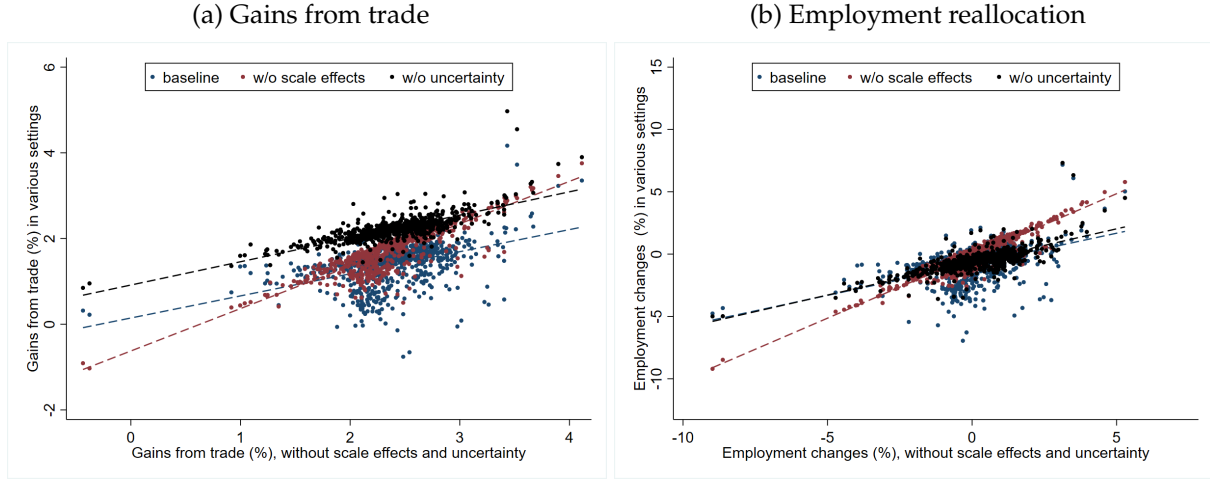 (a) Gains from trade
(b) Employment reallocation
baseline w/o scale effects w/o uncertainty
Gains from trade (%) in various settings
6
4
2
0
-2
0 1 2 3 4
Gains from trade (%), without scale effects and uncertainty
baseline w/o scale effects w/o uncertainty
Employment changes (%) in various settings
15
10
5
0
-5
-10
-10 -5 0 5
Employment changes (%), without scale effects and uncertainty